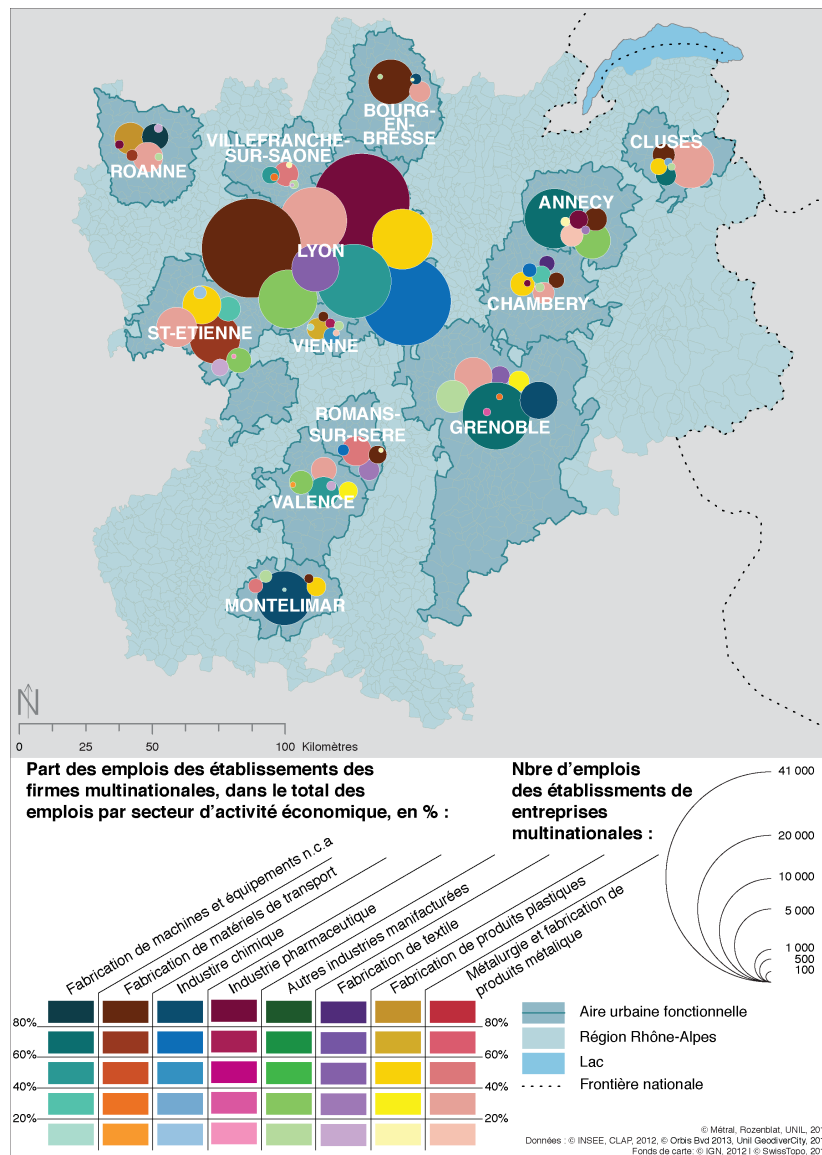 BOURG-
EN-
BRESSE
VILLEFRANCHE-
SUR-SAONE
ROANNE
CLUSES
ANNECY
LYON
CHAMBERY
ST-ETIENNE
VIENNE
ROMANS-
SUR-ISERE
GRENOBLE
VALENCE
MONTELIMAR
N
0 25 50 100 Kilomètres
Part des emplois des établissements des
firmes multinationales, dans le total des
emplois par secteur d'activité économique, en % :
Nbre d'emplois
des établissments de
entreprises
multinationales :
41 000
20 000
10 000
5 000
1 000
500
100
Fabrication de machines et équipements n.c.a
Fabrication de matériels de transport
Industtire chimique
Industrie pharmaceutique
Autres industries manifacturées
Fabrication de textile
Fabrication de produits plastiques
Métalurgie et fabrication de
produits métalique
80% 80%
60% 60%
40% 40%
20% 20%
Aire urbaine fonctionnelle
Région Rhône-Alpes
Lac
Frontière nationale
© Métral, Rozenblat, UNIL, 20
Données : © INSEE, CLAP, 2012, © Orbis Bvd 2013, Unil GeodiverCity, 20
Fonds de carte: © IGN, 2012 I © SwissTopo, 20